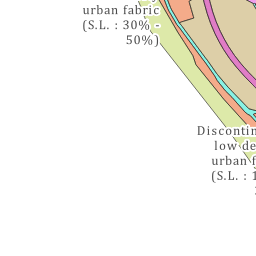 urban fabric
(S.L. : 30% -
50%)
Discontin
low de
urban f
(S.L. : 1